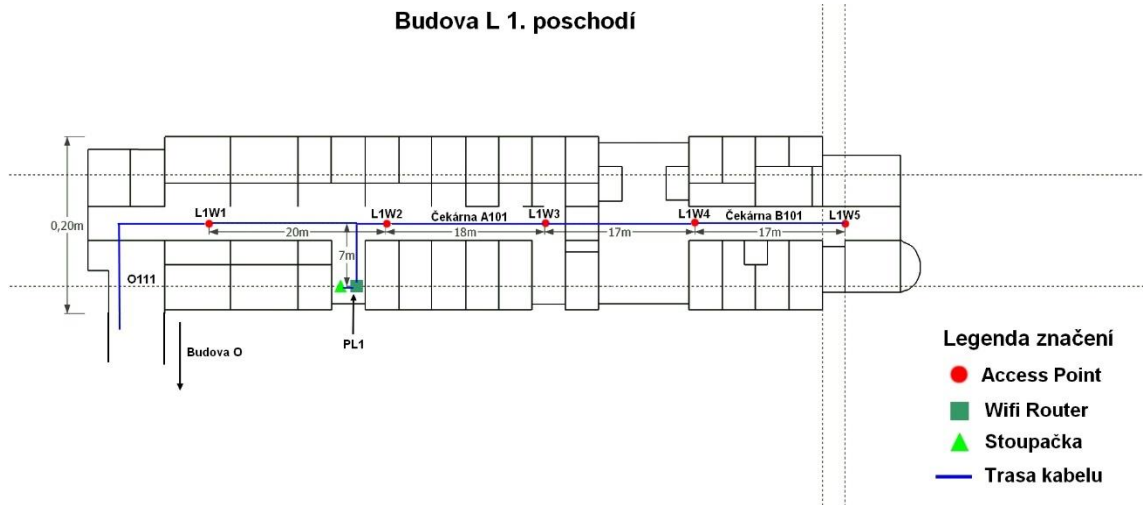 Budova L 1. poschodí
L1W1
L1W2
Čekárna A101
L1W3
L1W4
Čekárna B101
L1W5
0,20m
20m
18m
17m
17m
7m
O111
PL1
Budova O
Legenda značení
Access Point
Wifi Router
Stoupačka
Trasa kabelu